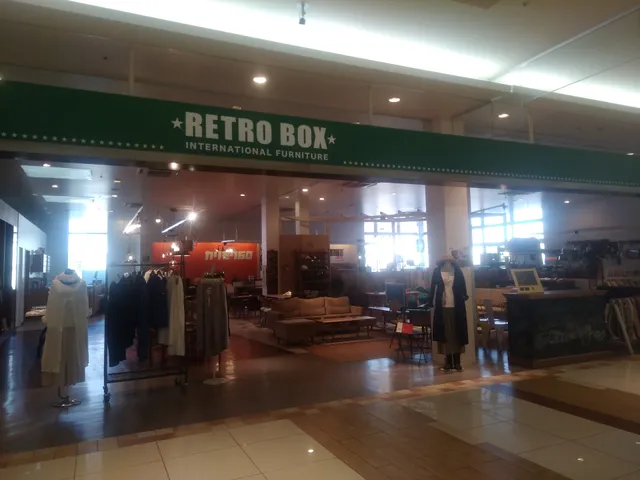 ★RETRO BOX★
INTERNATIONAL FURNITURE